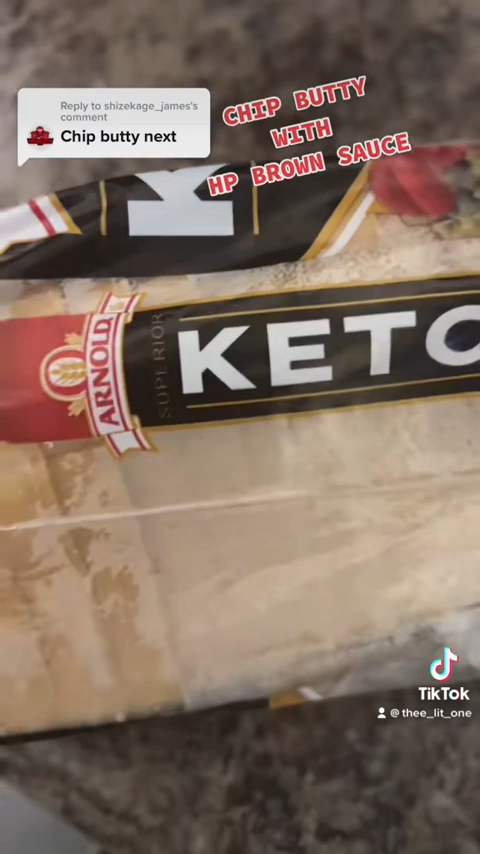 Reply to shizekage_james's
comment
Chip butty next
CHIP BUTTY
WITH
HP BROWN SAUCE
K
ARNOLD
SUPERIOR
KETO
TikTok
@thee_lit_one